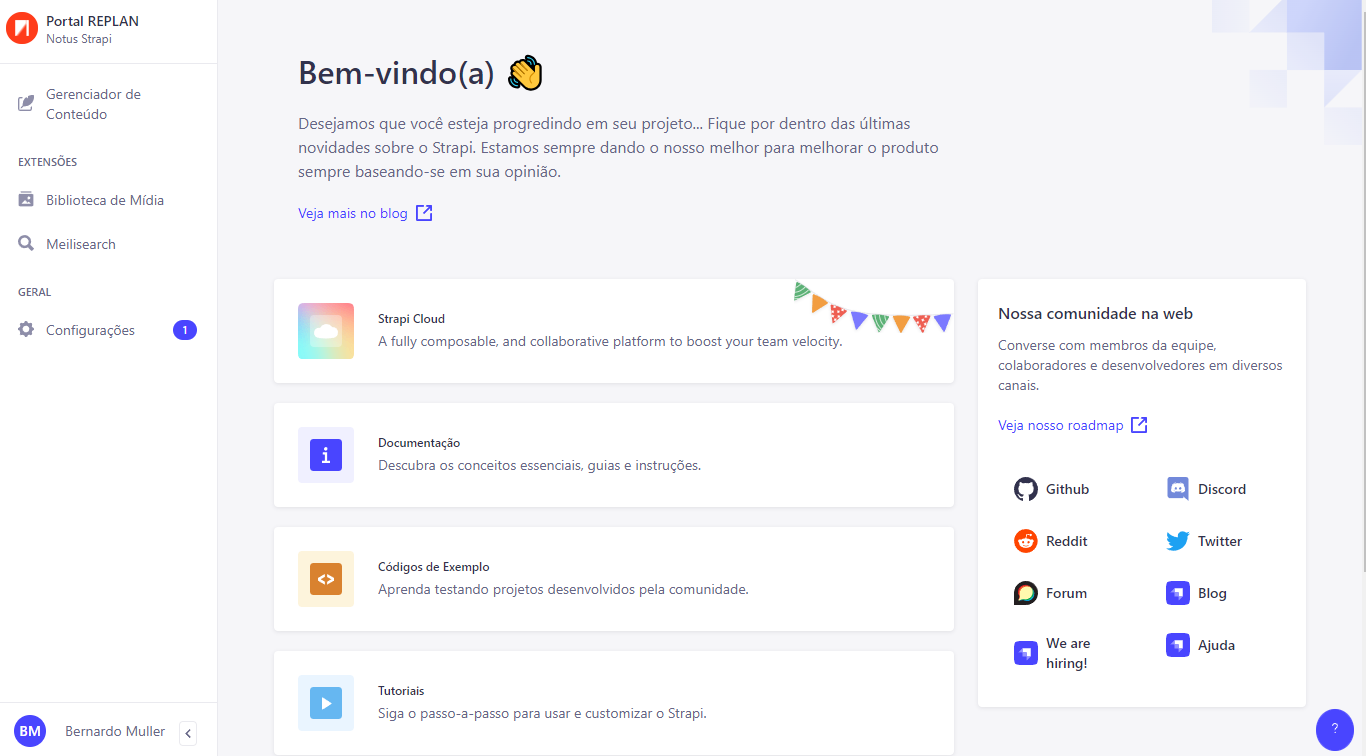 Portal REPLAN
Notus Strapi
Gerenciador de
Conteúdo
EXTENSÕES
Biblioteca de Mídia
Meilisearch
GERAL
Configurações
1
BM
Bernardo Muller
Bem-vindo(a) 👋
Desejamos que você esteja progredindo em seu projeto... Fique por dentro das últimas
novidades sobre o Strapi. Estamos sempre dando o nosso melhor para melhorar o produto
sempre baseando-se em sua opinião.
Veja mais no blog
Strapi Cloud
A fully composable, and collaborative platform to boost your team velocity.
Documentação
Descubra os conceitos essenciais, guias e instruções.
Códigos de Exemplo
Aprenda testando projetos desenvolvidos pela comunidade.
Tutoriais
Siga o passo-a-passo para usar e customizar o Strapi.
Nossa comunidade na web
Converse com membros da equipe,
colaboradores e desenvolvedores em diversos
canais.
Veja nosso roadmap
Github
Discord
Reddit
Twitter
Forum
Blog
We are
hiring!
Ajuda
?